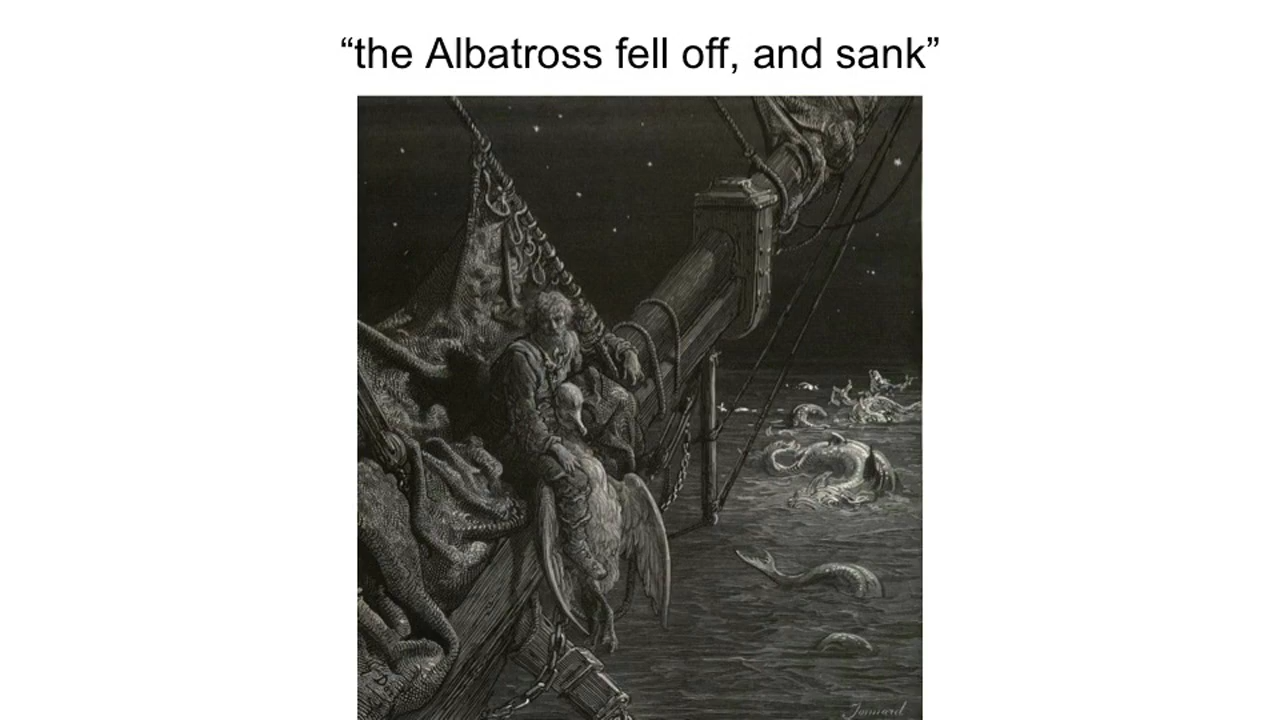 “the Albatross fell off, and sank”